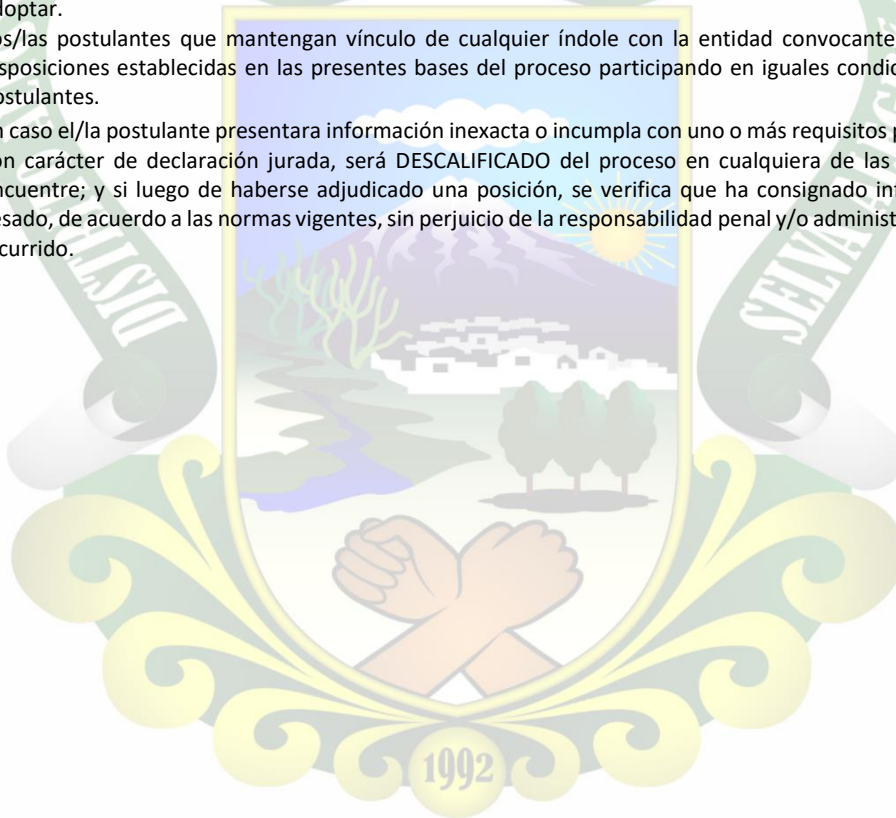 doptar.
os/las postulantes que mantengan vínculo de cualquier índole con la entidad convocante
sposiciones establecidas en las presentes bases del proceso participando en iguales condic
ostulantes.
n caso el/la postulante presentara información inexacta o incumpla con uno o más requisitos p
on carácter de declaración jurada, será DESCALIFICADO del proceso en cualquiera de las
ncuentre; y si luego de haberse adjudicado una posición, se verifica que ha consignado inf
esado, de acuerdo a las normas vigentes, sin perjuicio de la responsabilidad penal y/o administ
currido.
DISTRITO
SELVA
1992